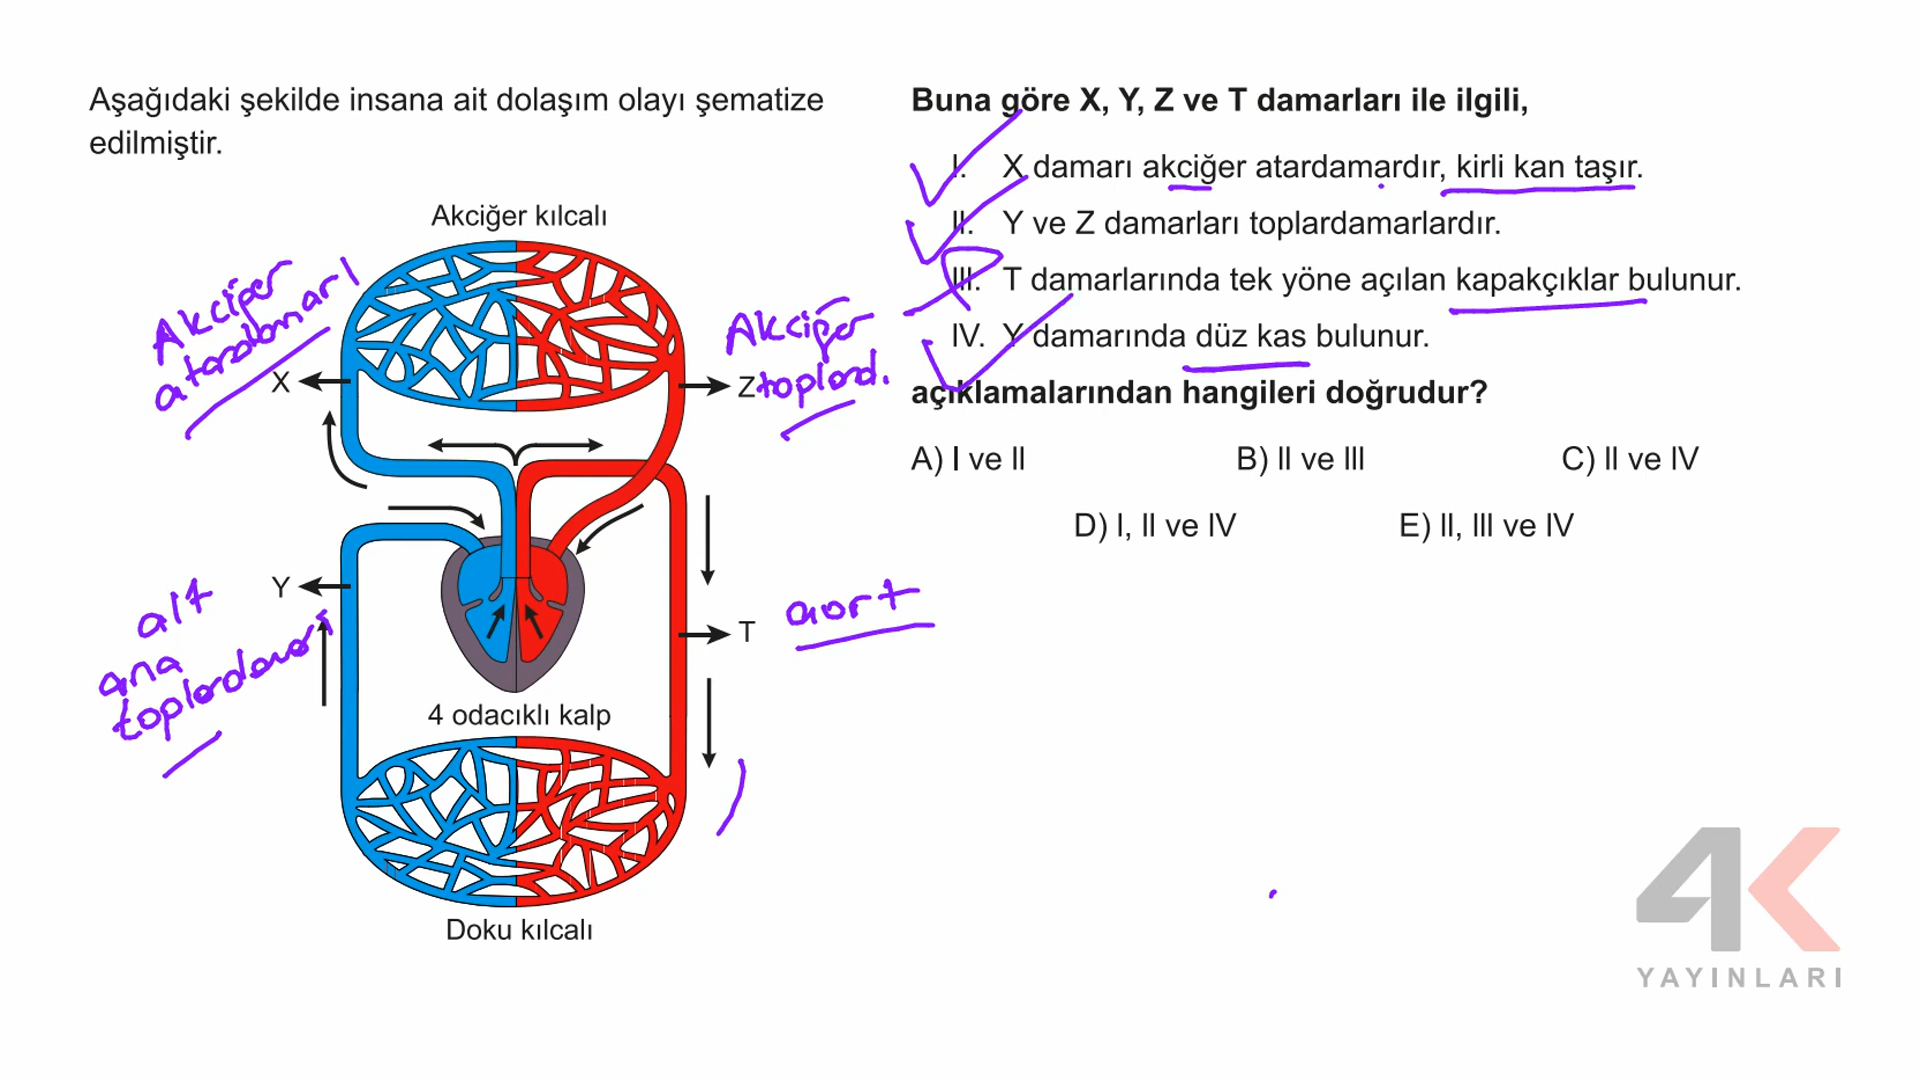 Aşağıdaki şekilde insana ait dolaşım olayı şematize
edilmiştir.
Akciğer kılcalı
Akciğer
atardamarı
X
Akciğer
Z
toplard.
Y
alt
ana
toplardamarı
T
aort
4 odacıklı kalp
Doku kılcalı
Buna göre X, Y, Z ve T damarları ile ilgili,
I. X damarı akciğer atardamardır, kirli kan taşır.
II. Y ve Z damarları toplardamarlardır.
III. T damarlarında tek yöne açılan kapakçıklar bulunur.
IV. Y damarında düz kas bulunur.
açıklamalarından hangileri doğrudur?
A) I ve II B) II ve III C) II ve IV
D) I, II ve IV E) II, III ve IV
4K
YAYINLARI